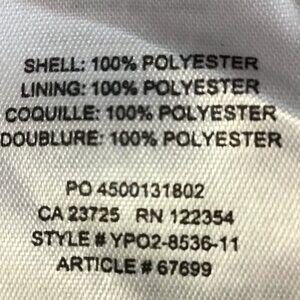 SHELL: 100% POLYESTER
LINING: 100% POLYESTER
COQUILLE: 100% POLYESTER
DOUBLURE: 100% POLYESTER
PO 4500131802
CA 23725 RN 122354
STYLE # YPO2-8536-11
ARTICLE # 67699